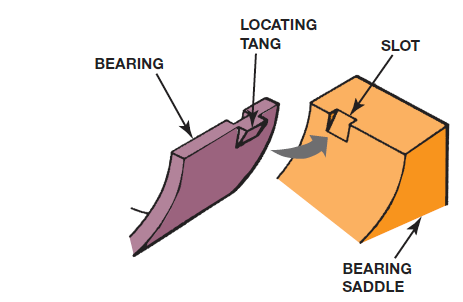 LOCATING
TANG
SLOT
BEARING
BEARING
SADDLE